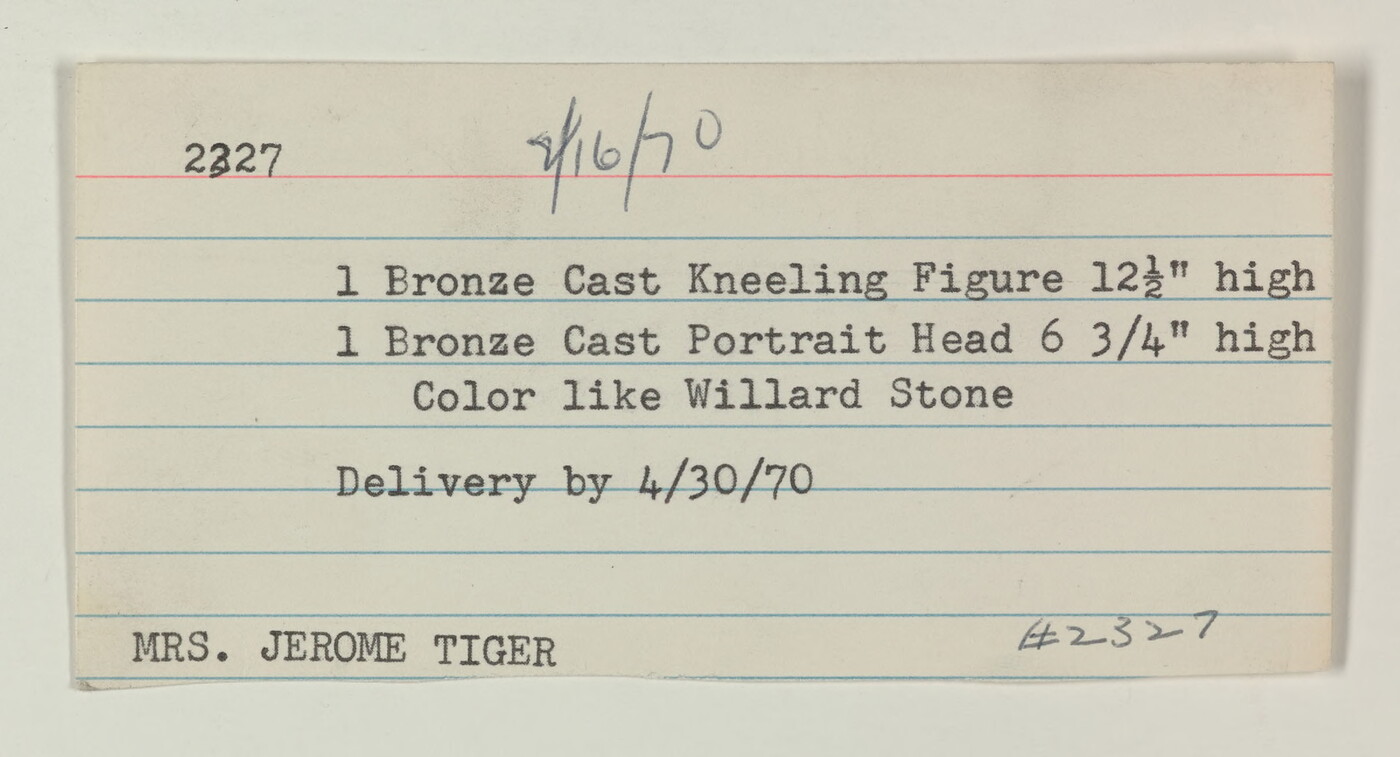 2327
/16/70
1 Bronze Cast Kneeling Figure 12½" high
1 Bronze Cast Portrait Head 6 3/4" high
Color like Willard Stone
Delivery by 4/30/70
MRS. JEROME TIGER
#2327